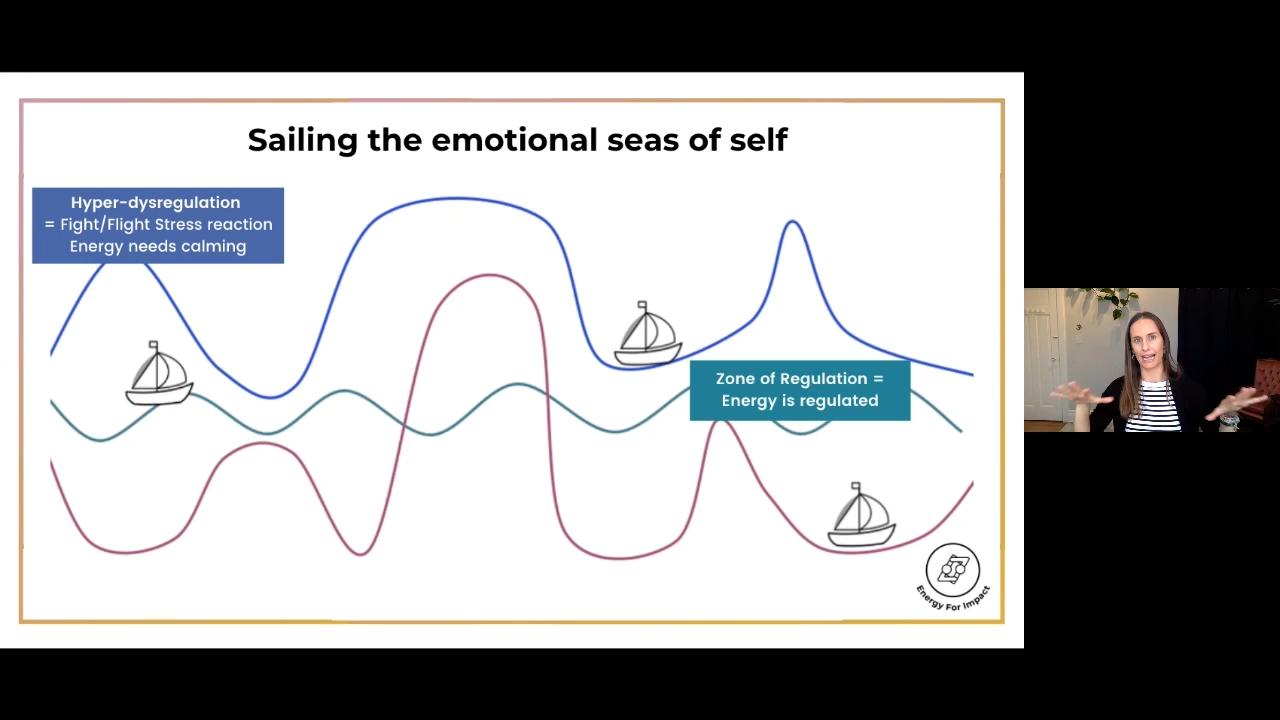 Sailing the emotional seas of self
Hyper-dysregulation
= Fight/Flight Stress reaction
Energy needs calming
Zone of Regulation =
Energy is regulated
Energy For Impact